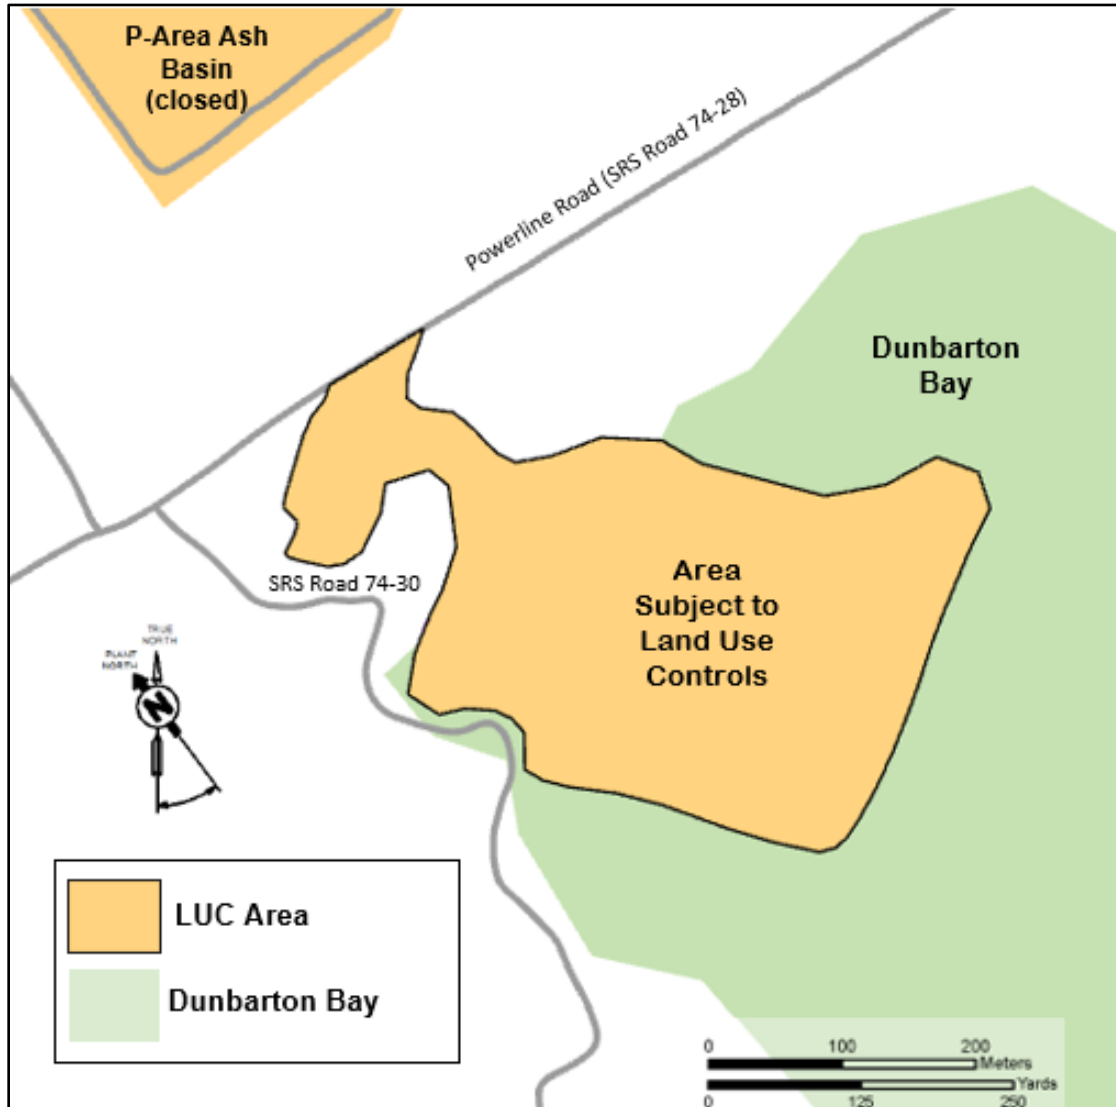 P-Area Ash
Basin
(closed)
Powerline Road (SRS Road 74-28)
Dunbarton
Bay
SRS Road 74-30
Area
Subject to
Land Use
Controls
TRUE
NORTH
PLANT
NORTH
N
LUC Area
Dunbarton Bay
0 100 200
Meters
Yards
0 125 250